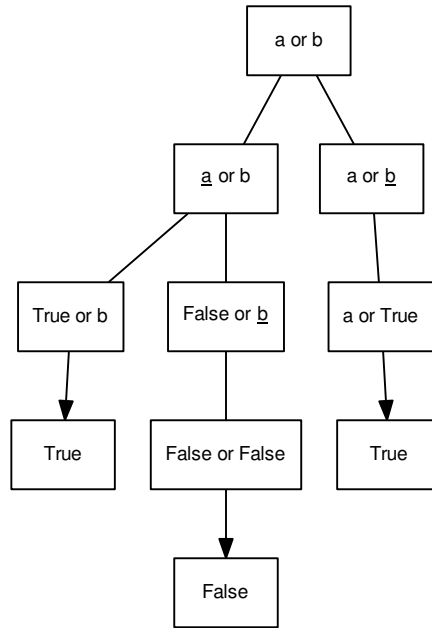 a or b
a or b
a or b
True or b
False or b
a or True
True
False or False
True
False